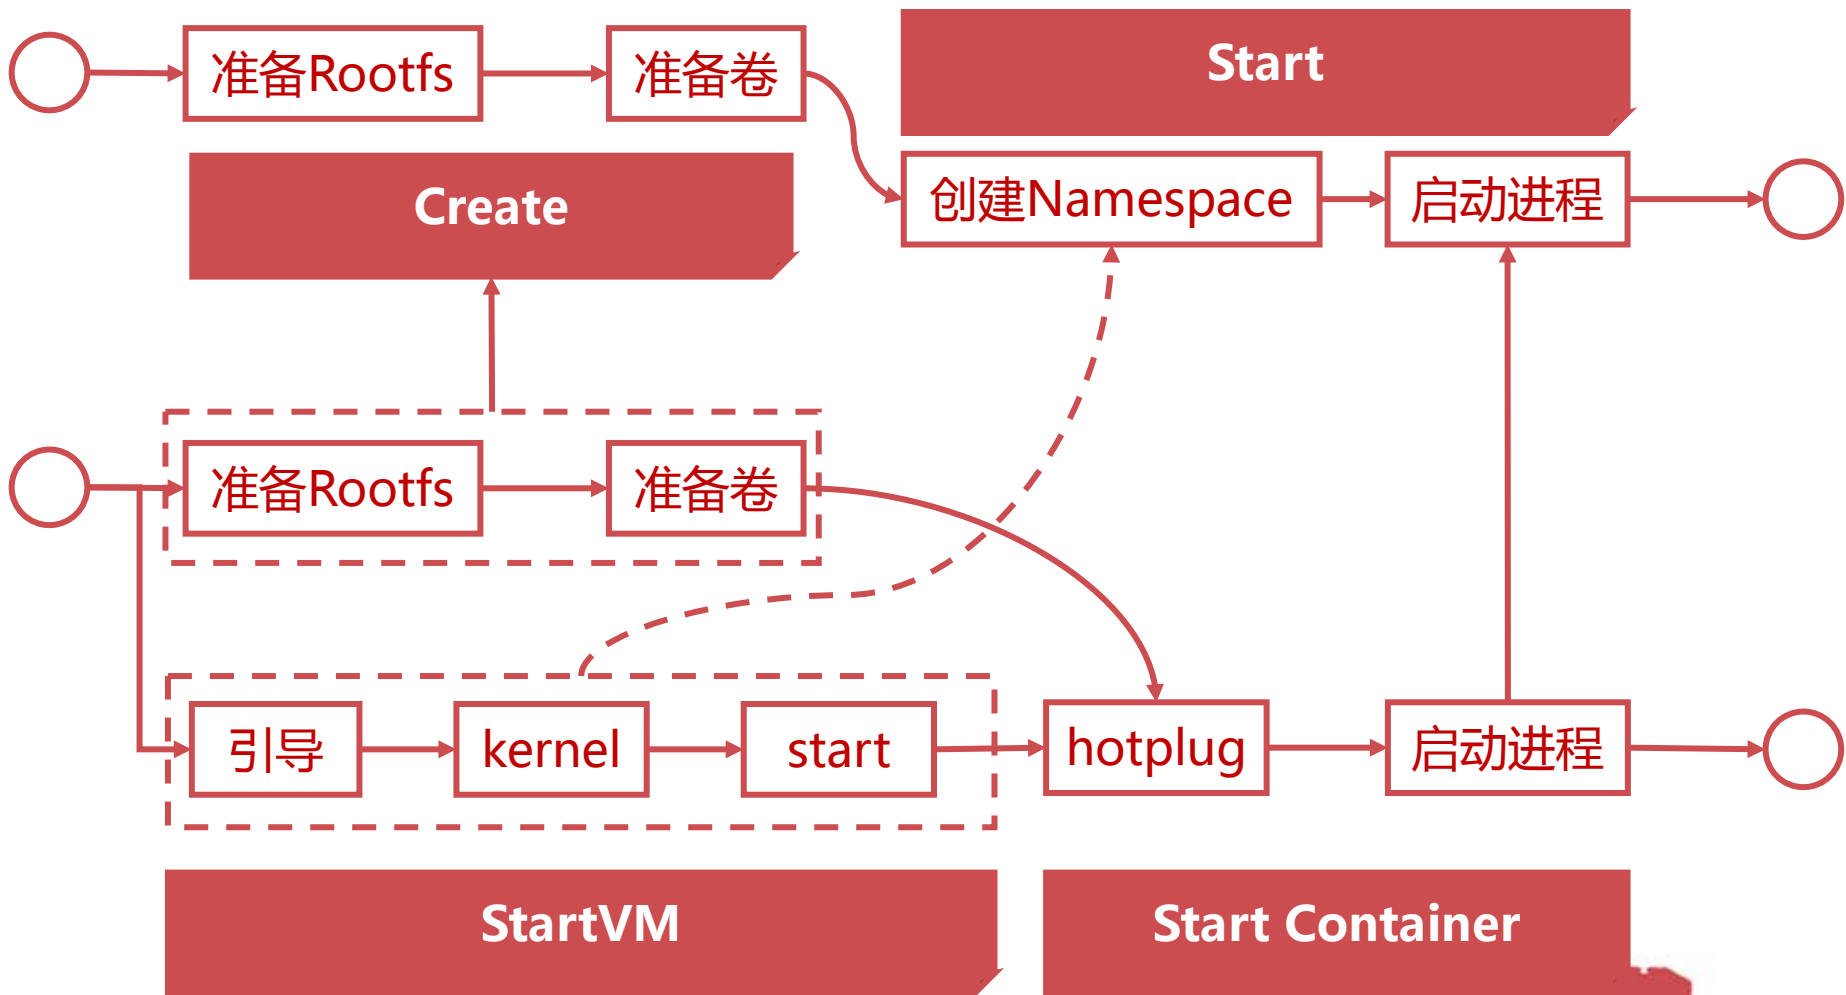 准备Rootfs
准备卷
Start
Create
创建Namespace
启动进程
准备Rootfs
准备卷
引导
kernel
start
hotplug
启动进程
StartVM
Start Container